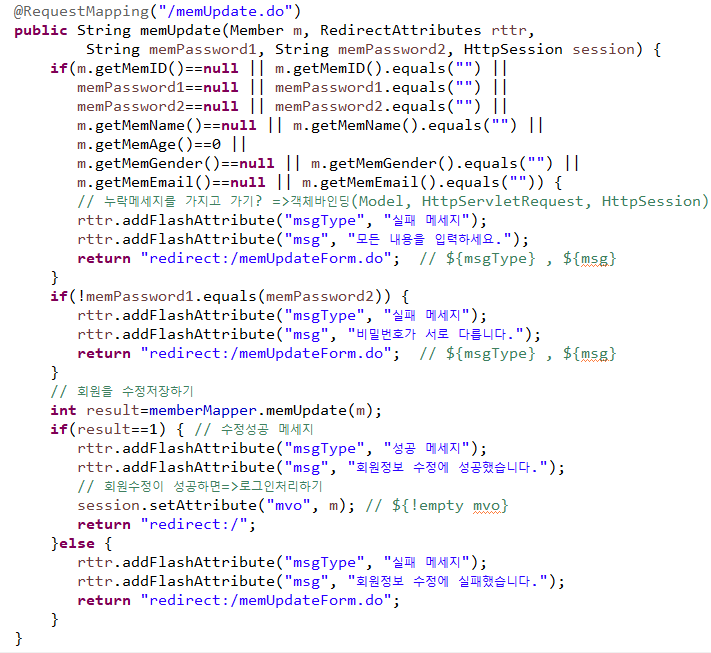 @RequestMapping("/memUpdate.do")
public String memUpdate(Member m, RedirectAttributes rttr,
        String memPassword1, String memPassword2, HttpSession session) {
    if(m.getMemID()==null || m.getMemID().equals("") ||
       memPassword1==null || memPassword1.equals("") ||
       memPassword2==null || memPassword2.equals("") ||
       m.getMemName()==null || m.getMemName().equals("") ||
       m.getMemAge()==0 ||
       m.getMemGender()==null || m.getMemGender().equals("") ||
       m.getMemEmail()==null || m.getMemEmail().equals("")) {
       // 누락메세지를 가지고 가기? =>객체바인딩(Model, HttpServletRequest, HttpSession)
       rttr.addFlashAttribute("msgType", "실패 메세지");
       rttr.addFlashAttribute("msg", "모든 내용을 입력하세요.");
       return "redirect:/memUpdateForm.do";  // ${msgType} , ${msg}
    }
    if(!memPassword1.equals(memPassword2)) {
       rttr.addFlashAttribute("msgType", "실패 메세지");
       rttr.addFlashAttribute("msg", "비밀번호가 서로 다릅니다.");
       return "redirect:/memUpdateForm.do";  // ${msgType} , ${msg}
    }
    // 회원을 수정저장하기
    int result=memberMapper.memUpdate(m);
    if(result==1) { // 수정성공 메세지
       rttr.addFlashAttribute("msgType", "성공 메세지");
       rttr.addFlashAttribute("msg", "회원정보 수정에 성공했습니다.");
       // 회원수정이 성공하면=>로그인처리하기
       session.setAttribute("mvo", m); // ${!empty mvo}
       return "redirect:/";
    }else {
       rttr.addFlashAttribute("msgType", "실패 메세지");
       rttr.addFlashAttribute("msg", "회원정보 수정에 실패했습니다.");
       return "redirect:/memUpdateForm.do";
    }
}